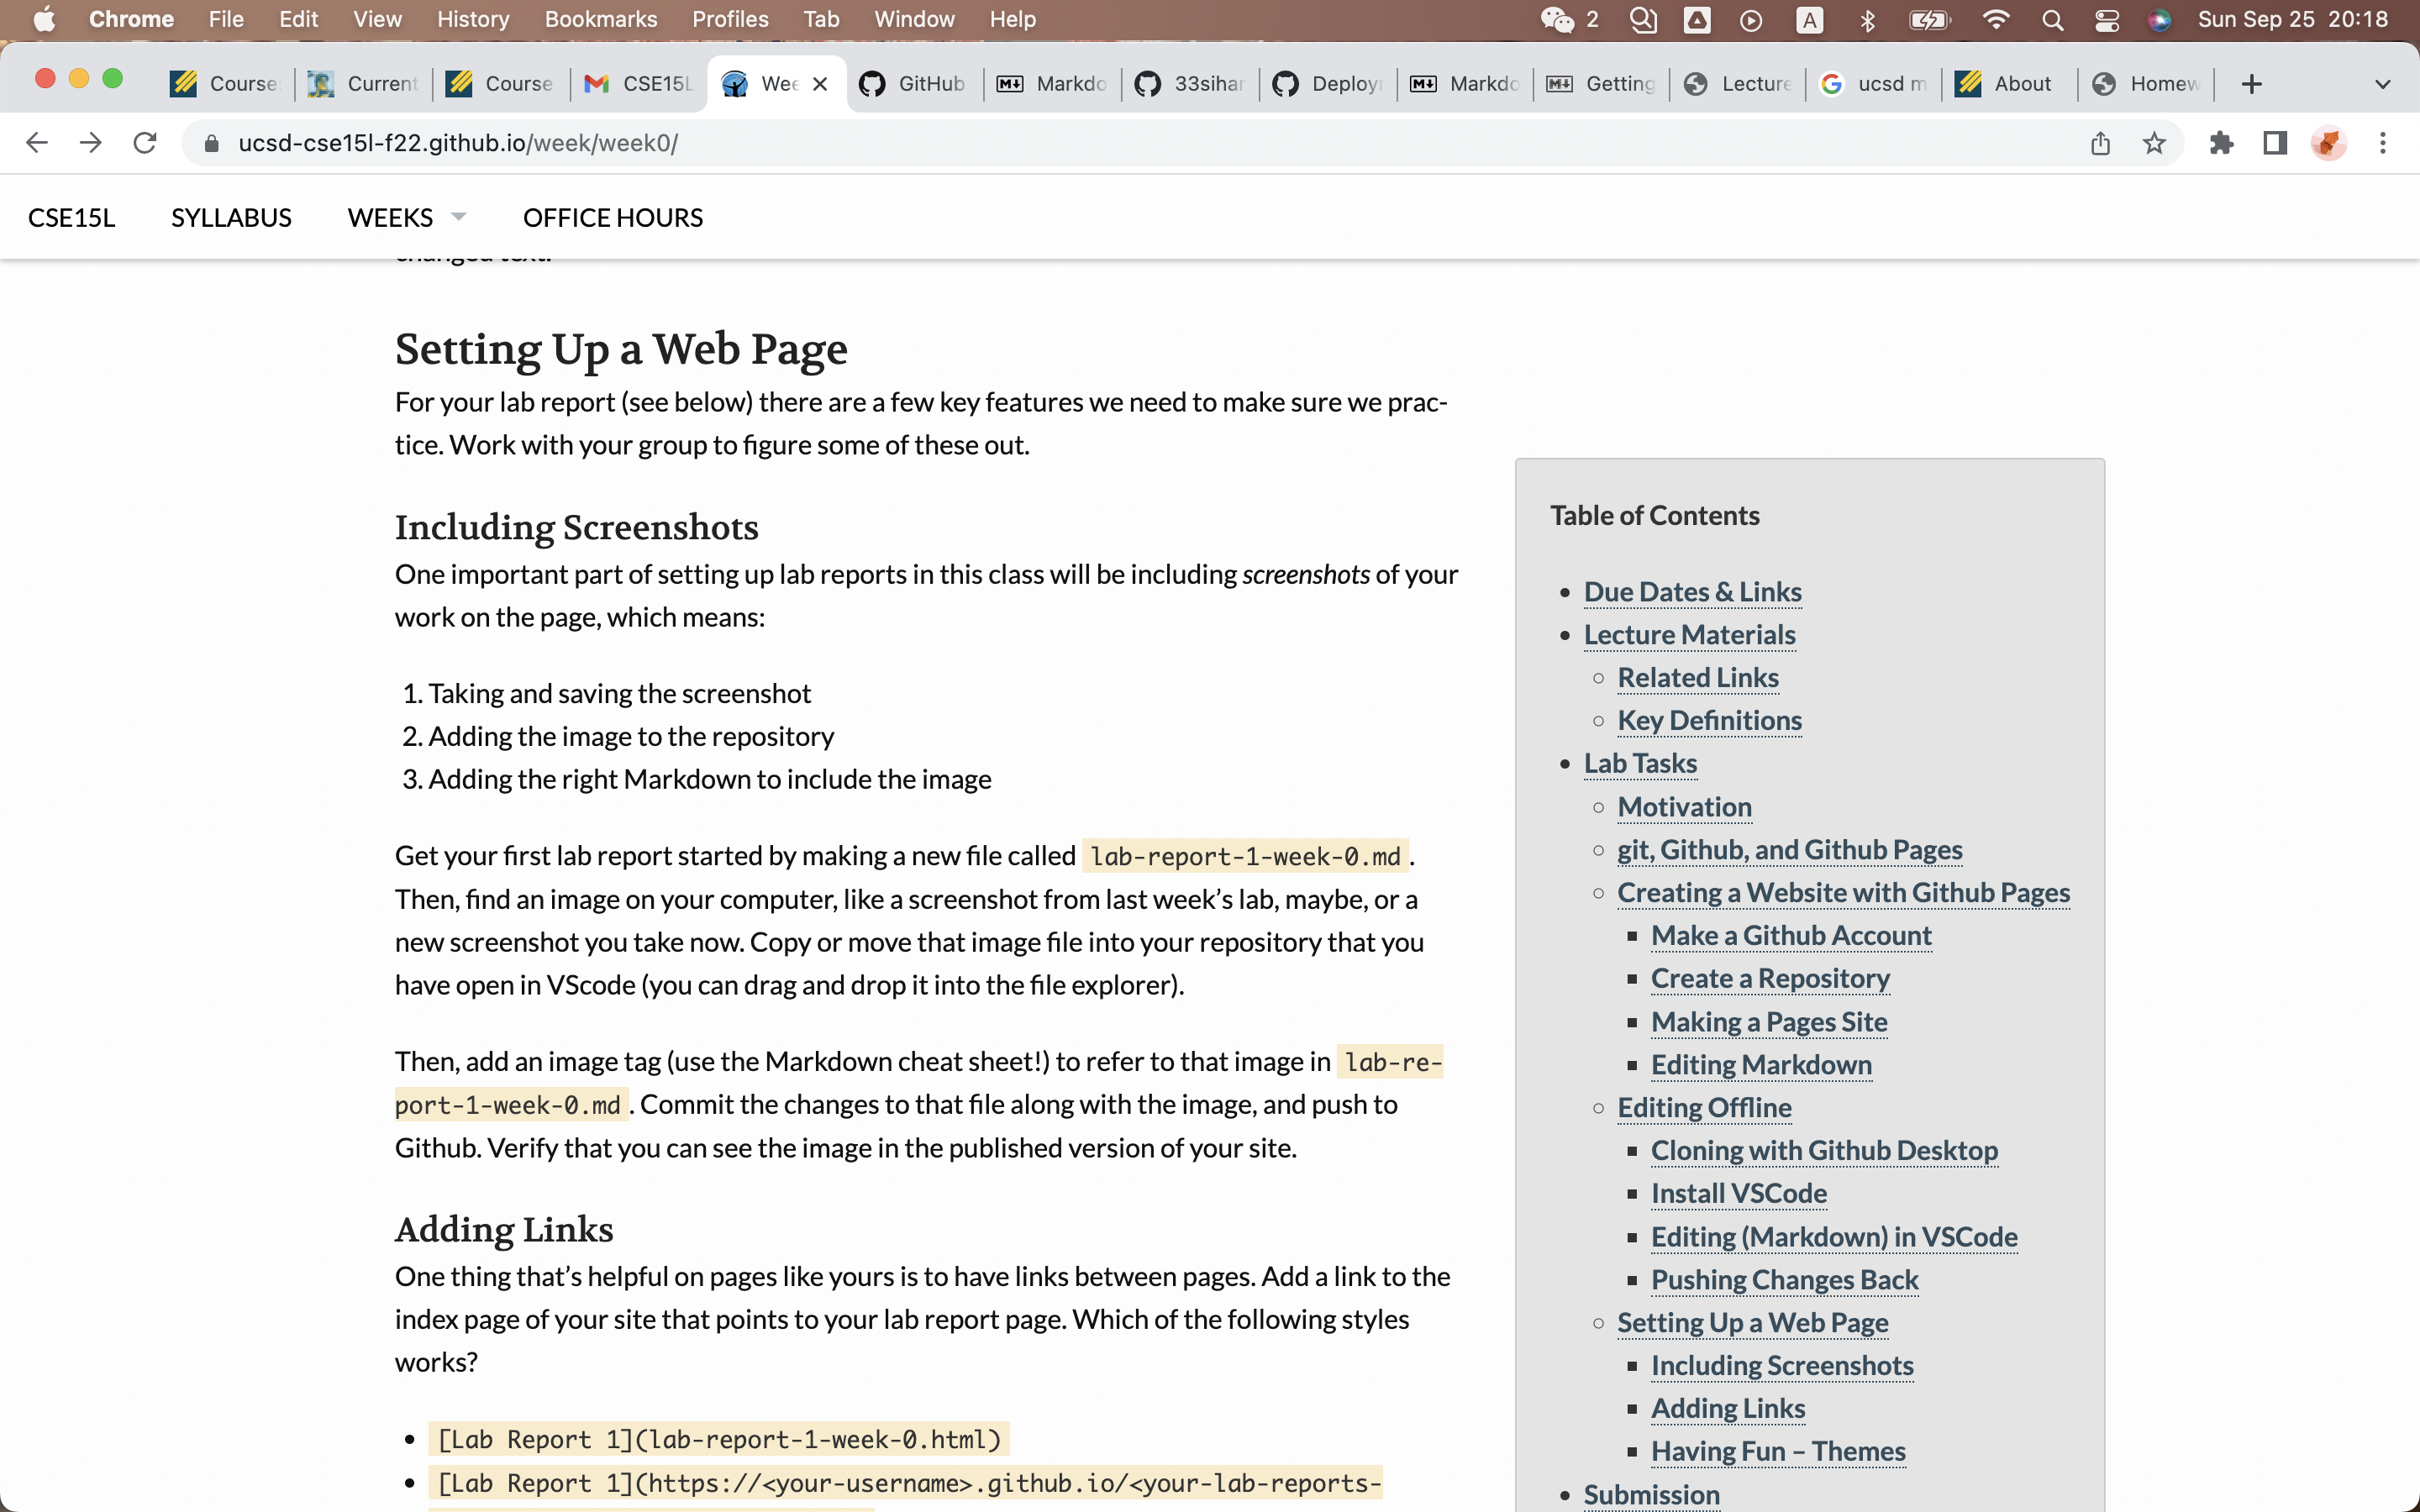 Chrome File Edit View History Bookmarks Profiles Tab Window Help 2 A Sun Sep 25 20:18
Course Current Course CSE15L Wee GitHub Markdo 33sihan Deploy Markdo Getting Lecture ucsd m About Homew
ucsd-cse15l-f22.github.io/week/week0/
CSE15L SYLLABUS WEEKS OFFICE HOURS
changed text.
Setting Up a Web Page
For your lab report (see below) there are a few key features we need to make sure we prac-
tice. Work with your group to figure some of these out.
Including Screenshots
One important part of setting up lab reports in this class will be including screenshots of your
work on the page, which means:
1. Taking and saving the screenshot
2. Adding the image to the repository
3. Adding the right Markdown to include the image
Get your first lab report started by making a new file called lab-report-1-week-0.md.
Then, find an image on your computer, like a screenshot from last week’s lab, maybe, or a
new screenshot you take now. Copy or move that image file into your repository that you
have open in VScode (you can drag and drop it into the file explorer).
Then, add an image tag (use the Markdown cheat sheet!) to refer to that image in lab-re-
port-1-week-0.md. Commit the changes to that file along with the image, and push to
Github. Verify that you can see the image in the published version of your site.
Adding Links
One thing that’s helpful on pages like yours is to have links between pages. Add a link to the
index page of your site that points to your lab report page. Which of the following styles
works?
[Lab Report 1](lab-report-1-week-0.html)
[Lab Report 1](https://<your-username>.github.io/<your-lab-reports-
Table of Contents
Due Dates & Links
Lecture Materials
Related Links
Key Definitions
Lab Tasks
Motivation
git, Github, and Github Pages
Creating a Website with Github Pages
Make a Github Account
Create a Repository
Making a Pages Site
Editing Markdown
Editing Offline
Cloning with Github Desktop
Install VSCode
Editing (Markdown) in VSCode
Pushing Changes Back
Setting Up a Web Page
Including Screenshots
Adding Links
Having Fun – Themes
Submission